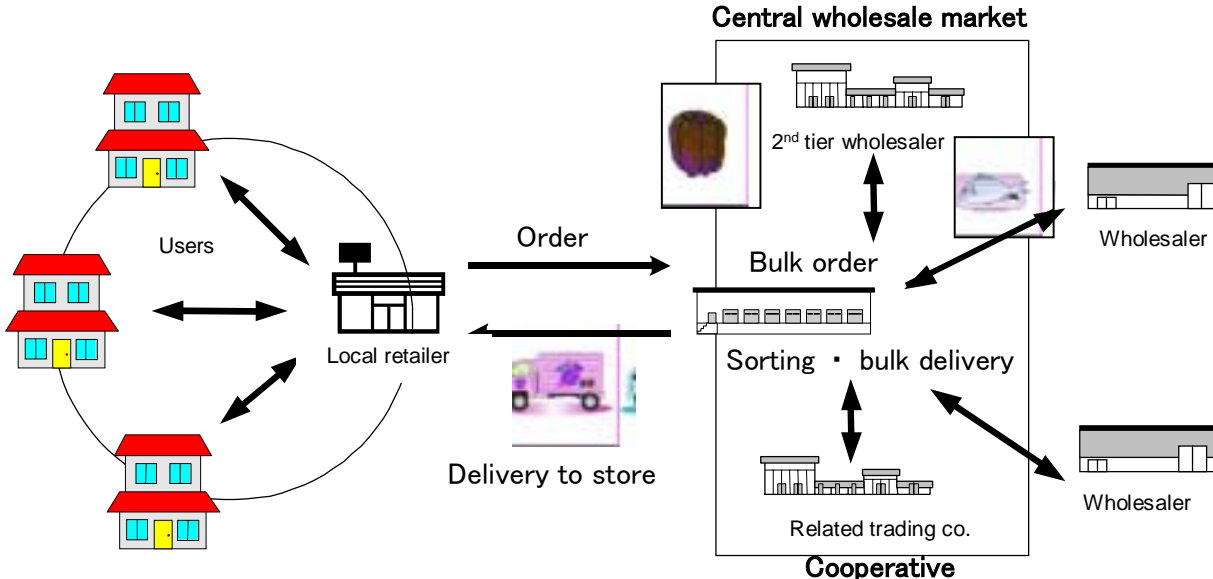 Central wholesale market
2nd tier wholesaler
Users
Order
Bulk order
Wholesaler
Local retailer
Sorting ・ bulk delivery
Delivery to store
Wholesaler
Related trading co.
Cooperative